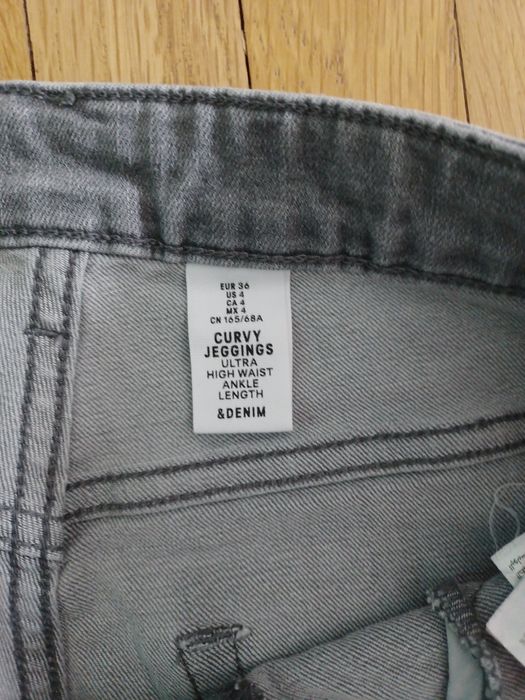 EUR 36
US 4
CA 4
MX 4
CN 165/68A
CURVY
JEGGINGS
ULTRA
HIGH WAIST
ANKLE
LENGTH
&DENIM